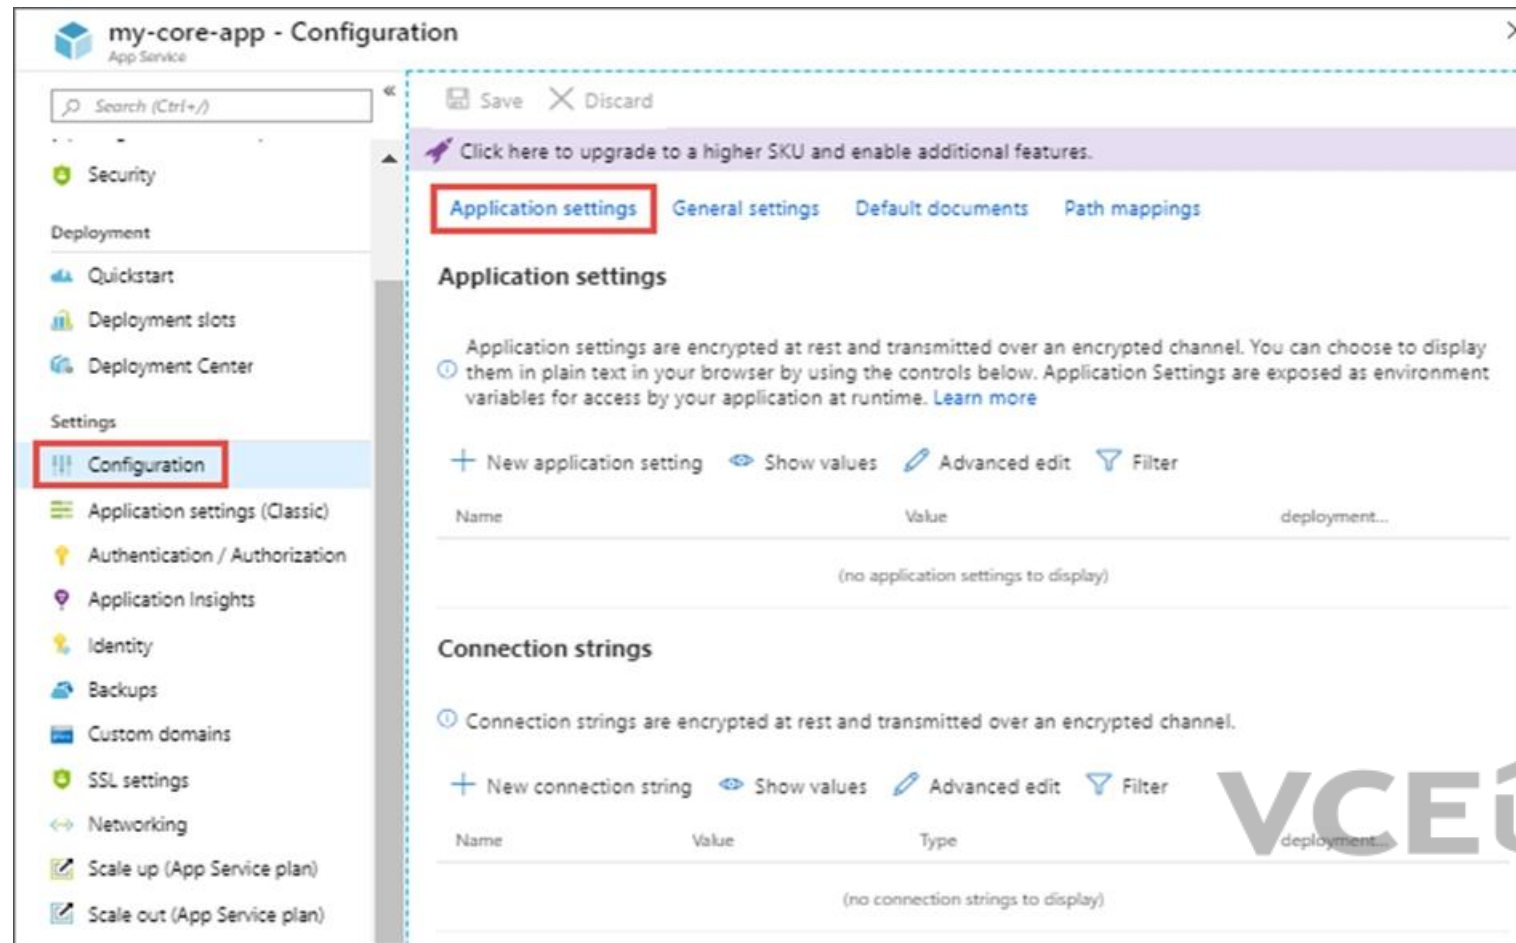 my-core-app - Configuration
App Service
Search (Ctrl+/)
Security
Deployment
Quickstart
Deployment slots
Deployment Center
Settings
Configuration
Application settings (Classic)
Authentication / Authorization
Application Insights
Identity
Backups
Custom domains
SSL settings
Networking
Scale up (App Service plan)
Scale out (App Service plan)
Save Discard
Click here to upgrade to a higher SKU and enable additional features.
Application settings General settings Default documents Path mappings
Application settings
Application settings are encrypted at rest and transmitted over an encrypted channel. You can choose to display
them in plain text in your browser by using the controls below. Application Settings are exposed as environment
variables for access by your application at runtime. Learn more
New application setting Show values Advanced edit Filter
Name Value deployment...
(no application settings to display)
Connection strings
Connection strings are encrypted at rest and transmitted over an encrypted channel.
New connection string Show values Advanced edit Filter
Name Value Type deployment...
(no connection strings to display)